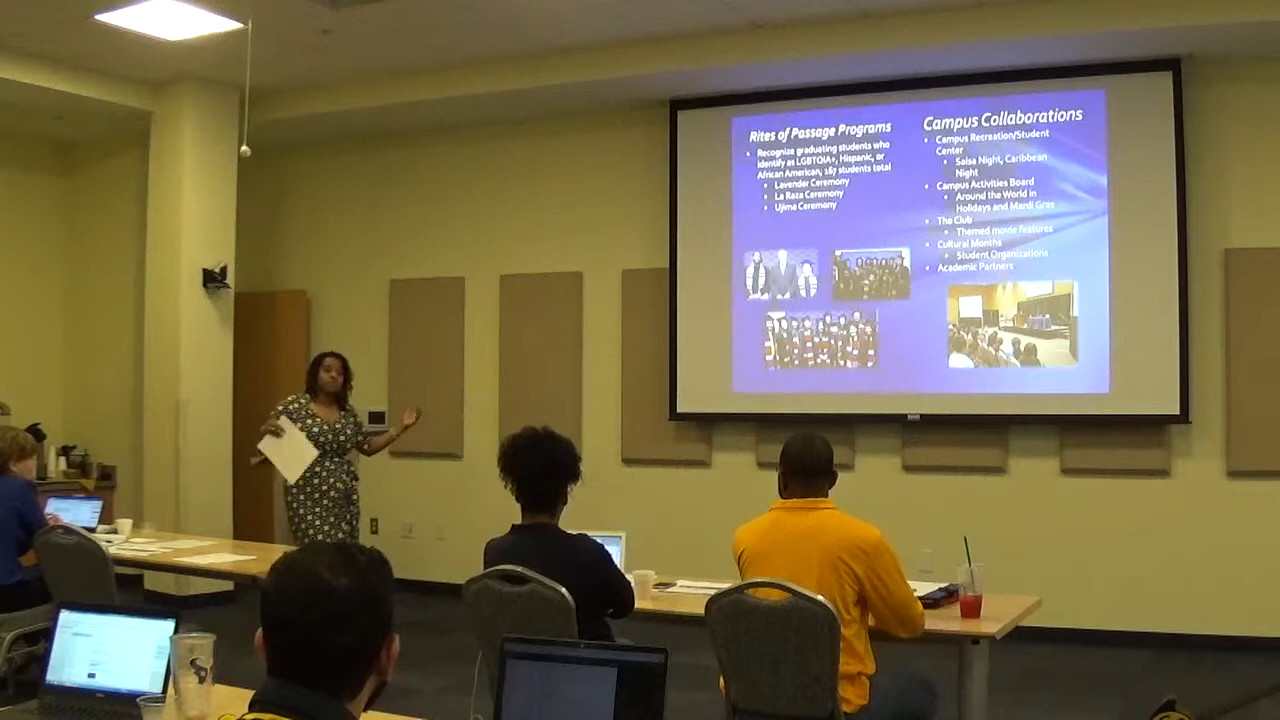 Rites of Passage Programs
Recognize graduating students who
identify as LGBTQIA+, Hispanic, or
African American; 167 students total
Lavender Ceremony
La Raza Ceremony
Ujima Ceremony
Campus Collaborations
Campus Recreation/Student
Center
Salsa Night, Caribbean
Night
Campus Activities Board
Around the World in
Holidays and Mardi Gras
The Club
Themed movie features
Cultural Months
Student Organizations
Academic Partners